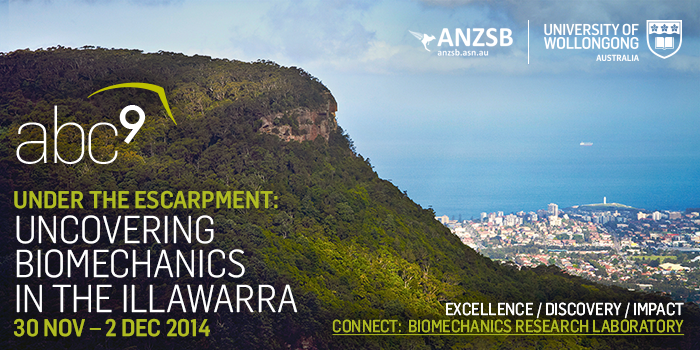 ANZSB
anzsb.asn.au
UNIVERSITY OF
WOLLONGONG
AUSTRALIA
abc9
UNDER THE ESCARPMENT:
UNCOVERING
BIOMECHANICS
IN THE ILLAWARRA
30 NOV – 2 DEC 2014
EXCELLENCE / DISCOVERY / IMPACT
CONNECT: BIOMECHANICS RESEARCH LABORATORY